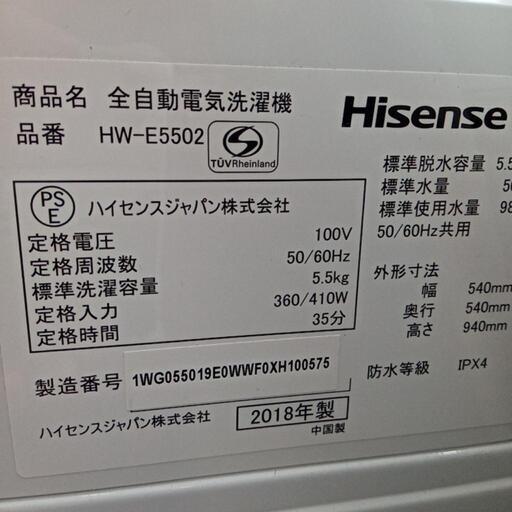 商品名 全自動電気洗濯機
品番 HW-E5502
TÜVRheinland
Hisense
PS
E
ハイセンスジャパン株式会社
定格電圧 100V
定格周波数 50/60Hz
標準洗濯容量 5.5kg
定格入力 360/410W
定格時間 35分
標準脱水容量 5.5
標準水量
標準使用水量
50/60Hz共用
外形寸法
幅 540mm
奥行 540mm
高さ 940mm
製造番号 1WG055019E0WWF0XH100575
防水等級 IPX4
ハイセンスジャパン株式会社
2018年製
中国製